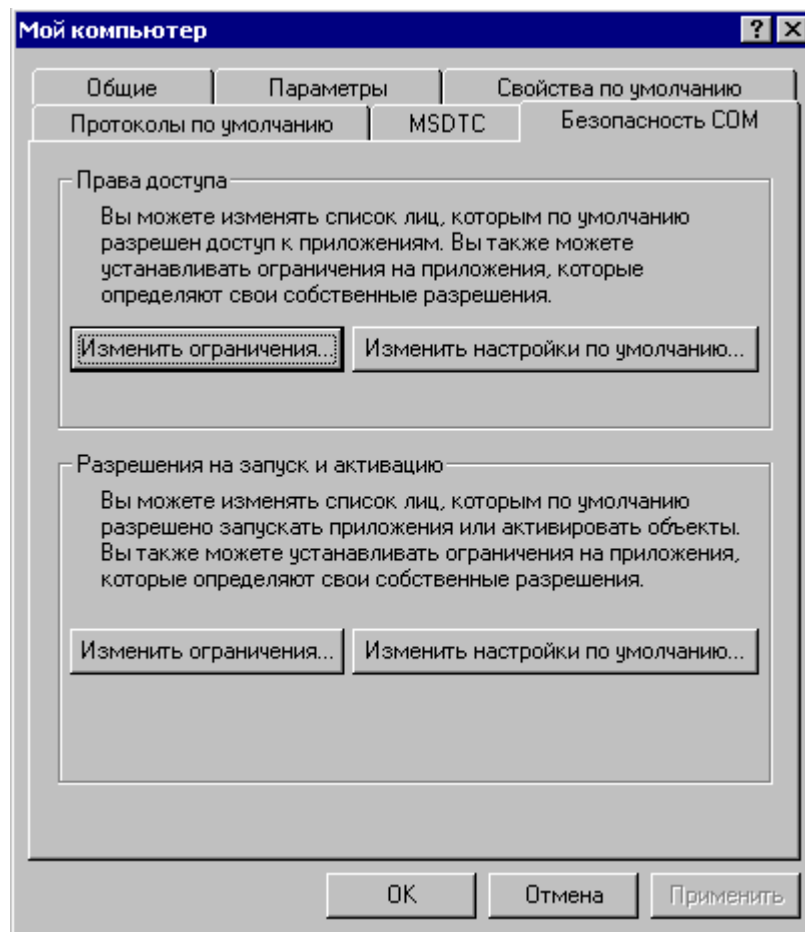 Мой компьютер
Общие Параметры Свойства по умолчанию
Протоколы по умолчанию MSDTC Безопасность COM
Права доступа
Вы можете изменять список лиц, которым по умолчанию
разрешен доступ к приложениям. Вы также можете
устанавливать ограничения на приложения, которые
определяют свои собственные разрешения.
Изменить ограничения... Изменить настройки по умолчанию...
Разрешения на запуск и активацию
Вы можете изменять список лиц, которым по умолчанию
разрешено запускать приложения или активировать объекты.
Вы также можете устанавливать ограничения на приложения,
которые определяют свои собственные разрешения.
Изменить ограничения... Изменить настройки по умолчанию...
OK Отмена Применить